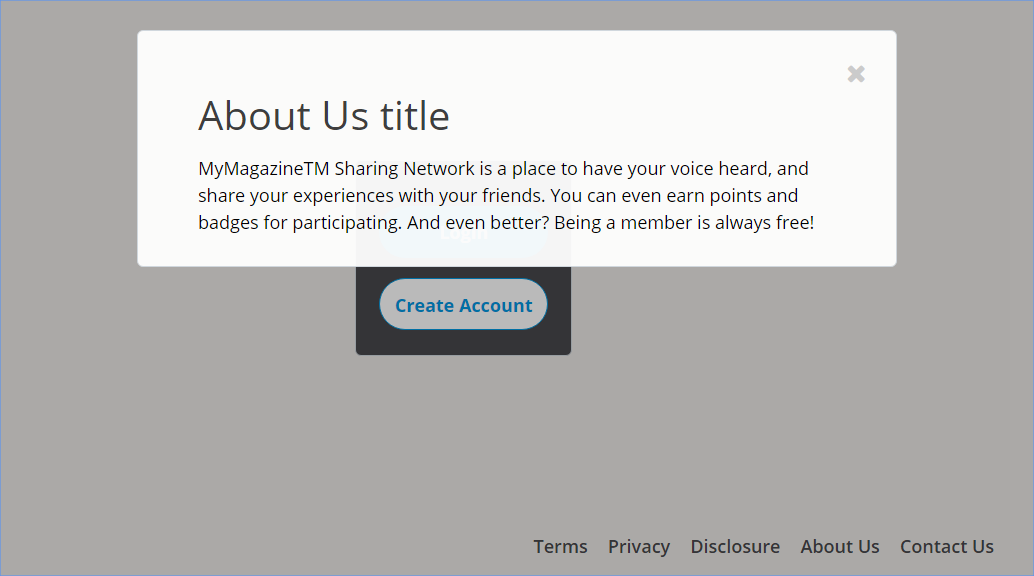 About Us title
MyMagazineTM Sharing Network is a place to have your voice heard, and
share your experiences with your friends. You can even earn points and
badges for participating. And even better? Being a member is always free!
Create Account
Terms Privacy Disclosure About Us Contact Us